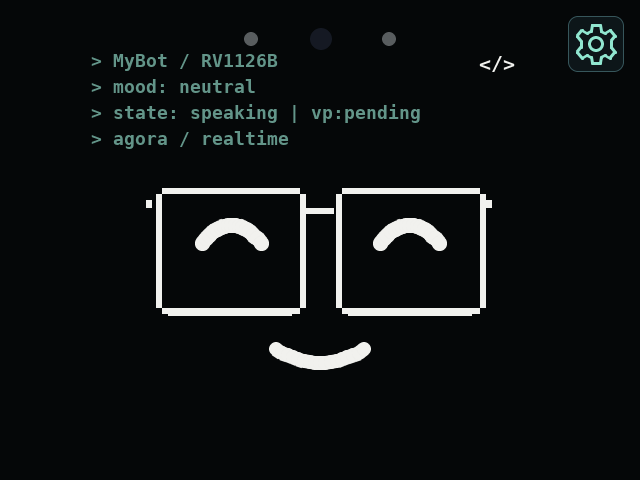 > MyBot / RV1126B
</>
> mood: neutral
> state: speaking | vp:pending
> agora / realtime